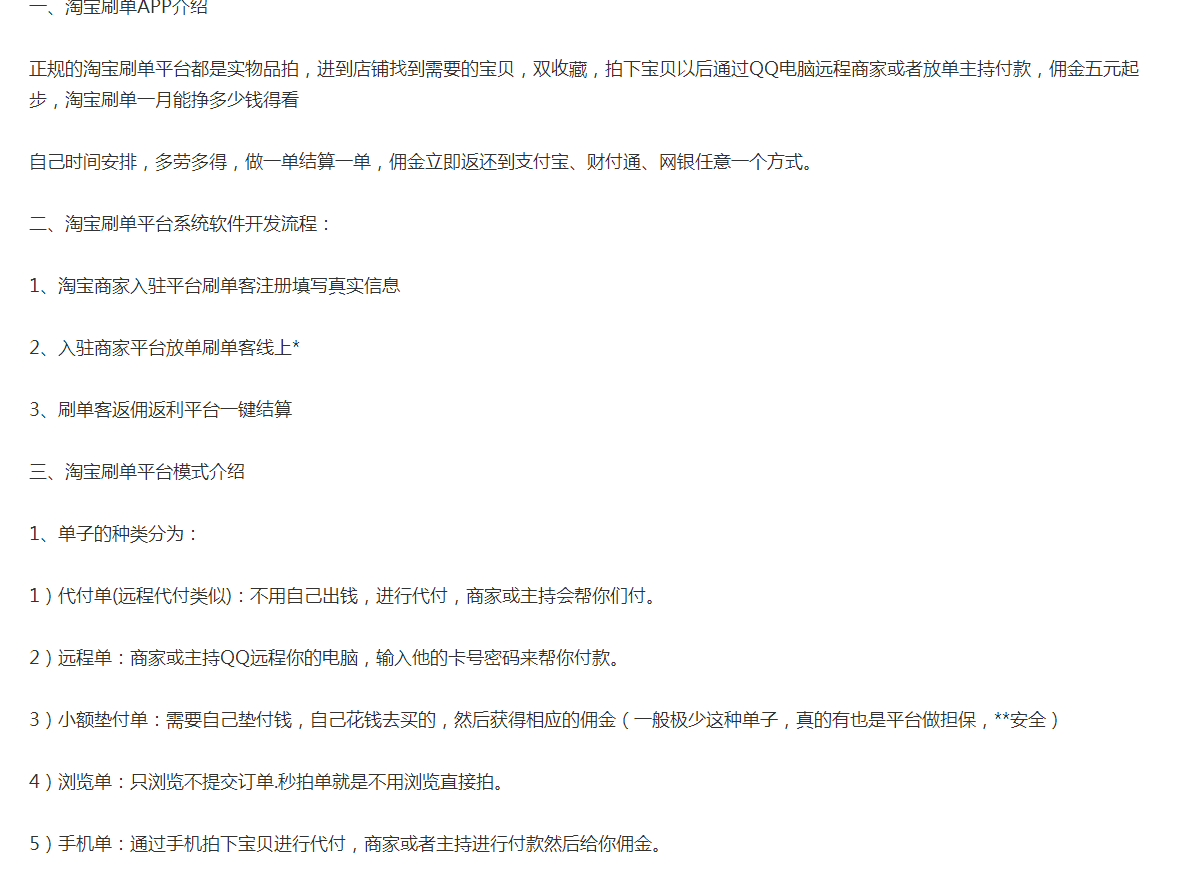 一、淘宝刷单APP介绍
正规的淘宝刷单平台都是实物品拍，进到店铺找到需要的宝贝，双收藏，拍下宝贝以后通过QQ电脑远程商家或者放单主持付款，佣金五元起
步，淘宝刷单一月能挣多少钱得看
自己时间安排，多劳多得，做一单结算一单，佣金立即返还到支付宝、财付通、网银任意一个方式。
二、淘宝刷单平台系统软件开发流程：
1、淘宝商家入驻平台刷单客注册填写真实信息
2、入驻商家平台放单刷单客线上*
3、刷单客返佣返利平台一键结算
三、淘宝刷单平台模式介绍
1、单子的种类分为：
1）代付单(远程代付类似)：不用自己出钱，进行代付，商家或主持会帮你们付。
2）远程单：商家或主持QQ远程你的电脑，输入他的卡号密码来帮你付款。
3）小额垫付单：需要自己垫付钱，自己花钱去买的，然后获得相应的佣金（一般极少这种单子，真的有也是平台做担保，**安全）
4）浏览单：只浏览不提交订单.秒拍单就是不用浏览直接拍。
5）手机单：通过手机拍下宝贝进行代付，商家或者主持进行付款然后给你佣金。